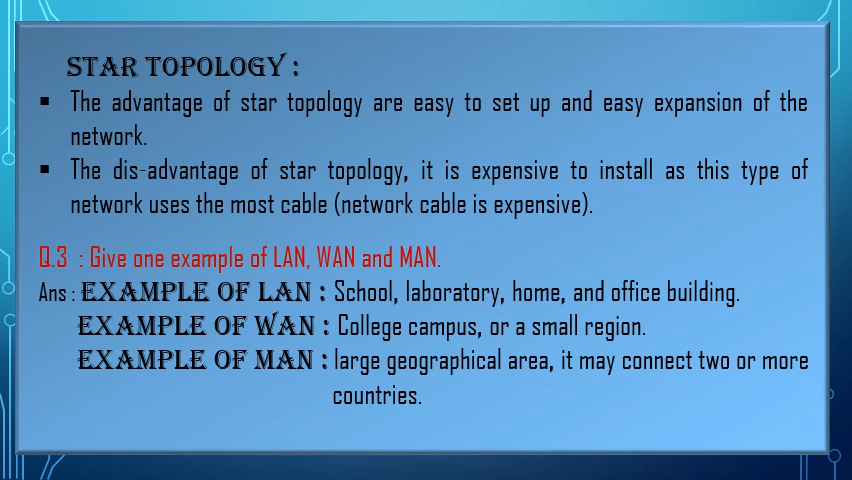 STAR TOPOLOGY :
▪ The advantage of star topology are easy to set up and easy expansion of the
network.
▪ The dis-advantage of star topology, it is expensive to install as this type of
network uses the most cable (network cable is expensive).
Q.3 : Give one example of LAN, WAN and MAN.
Ans : EXAMPLE OF LAN : School, laboratory, home, and office building.
EXAMPLE OF WAN : College campus, or a small region.
EXAMPLE OF MAN : large geographical area, it may connect two or more
countries.